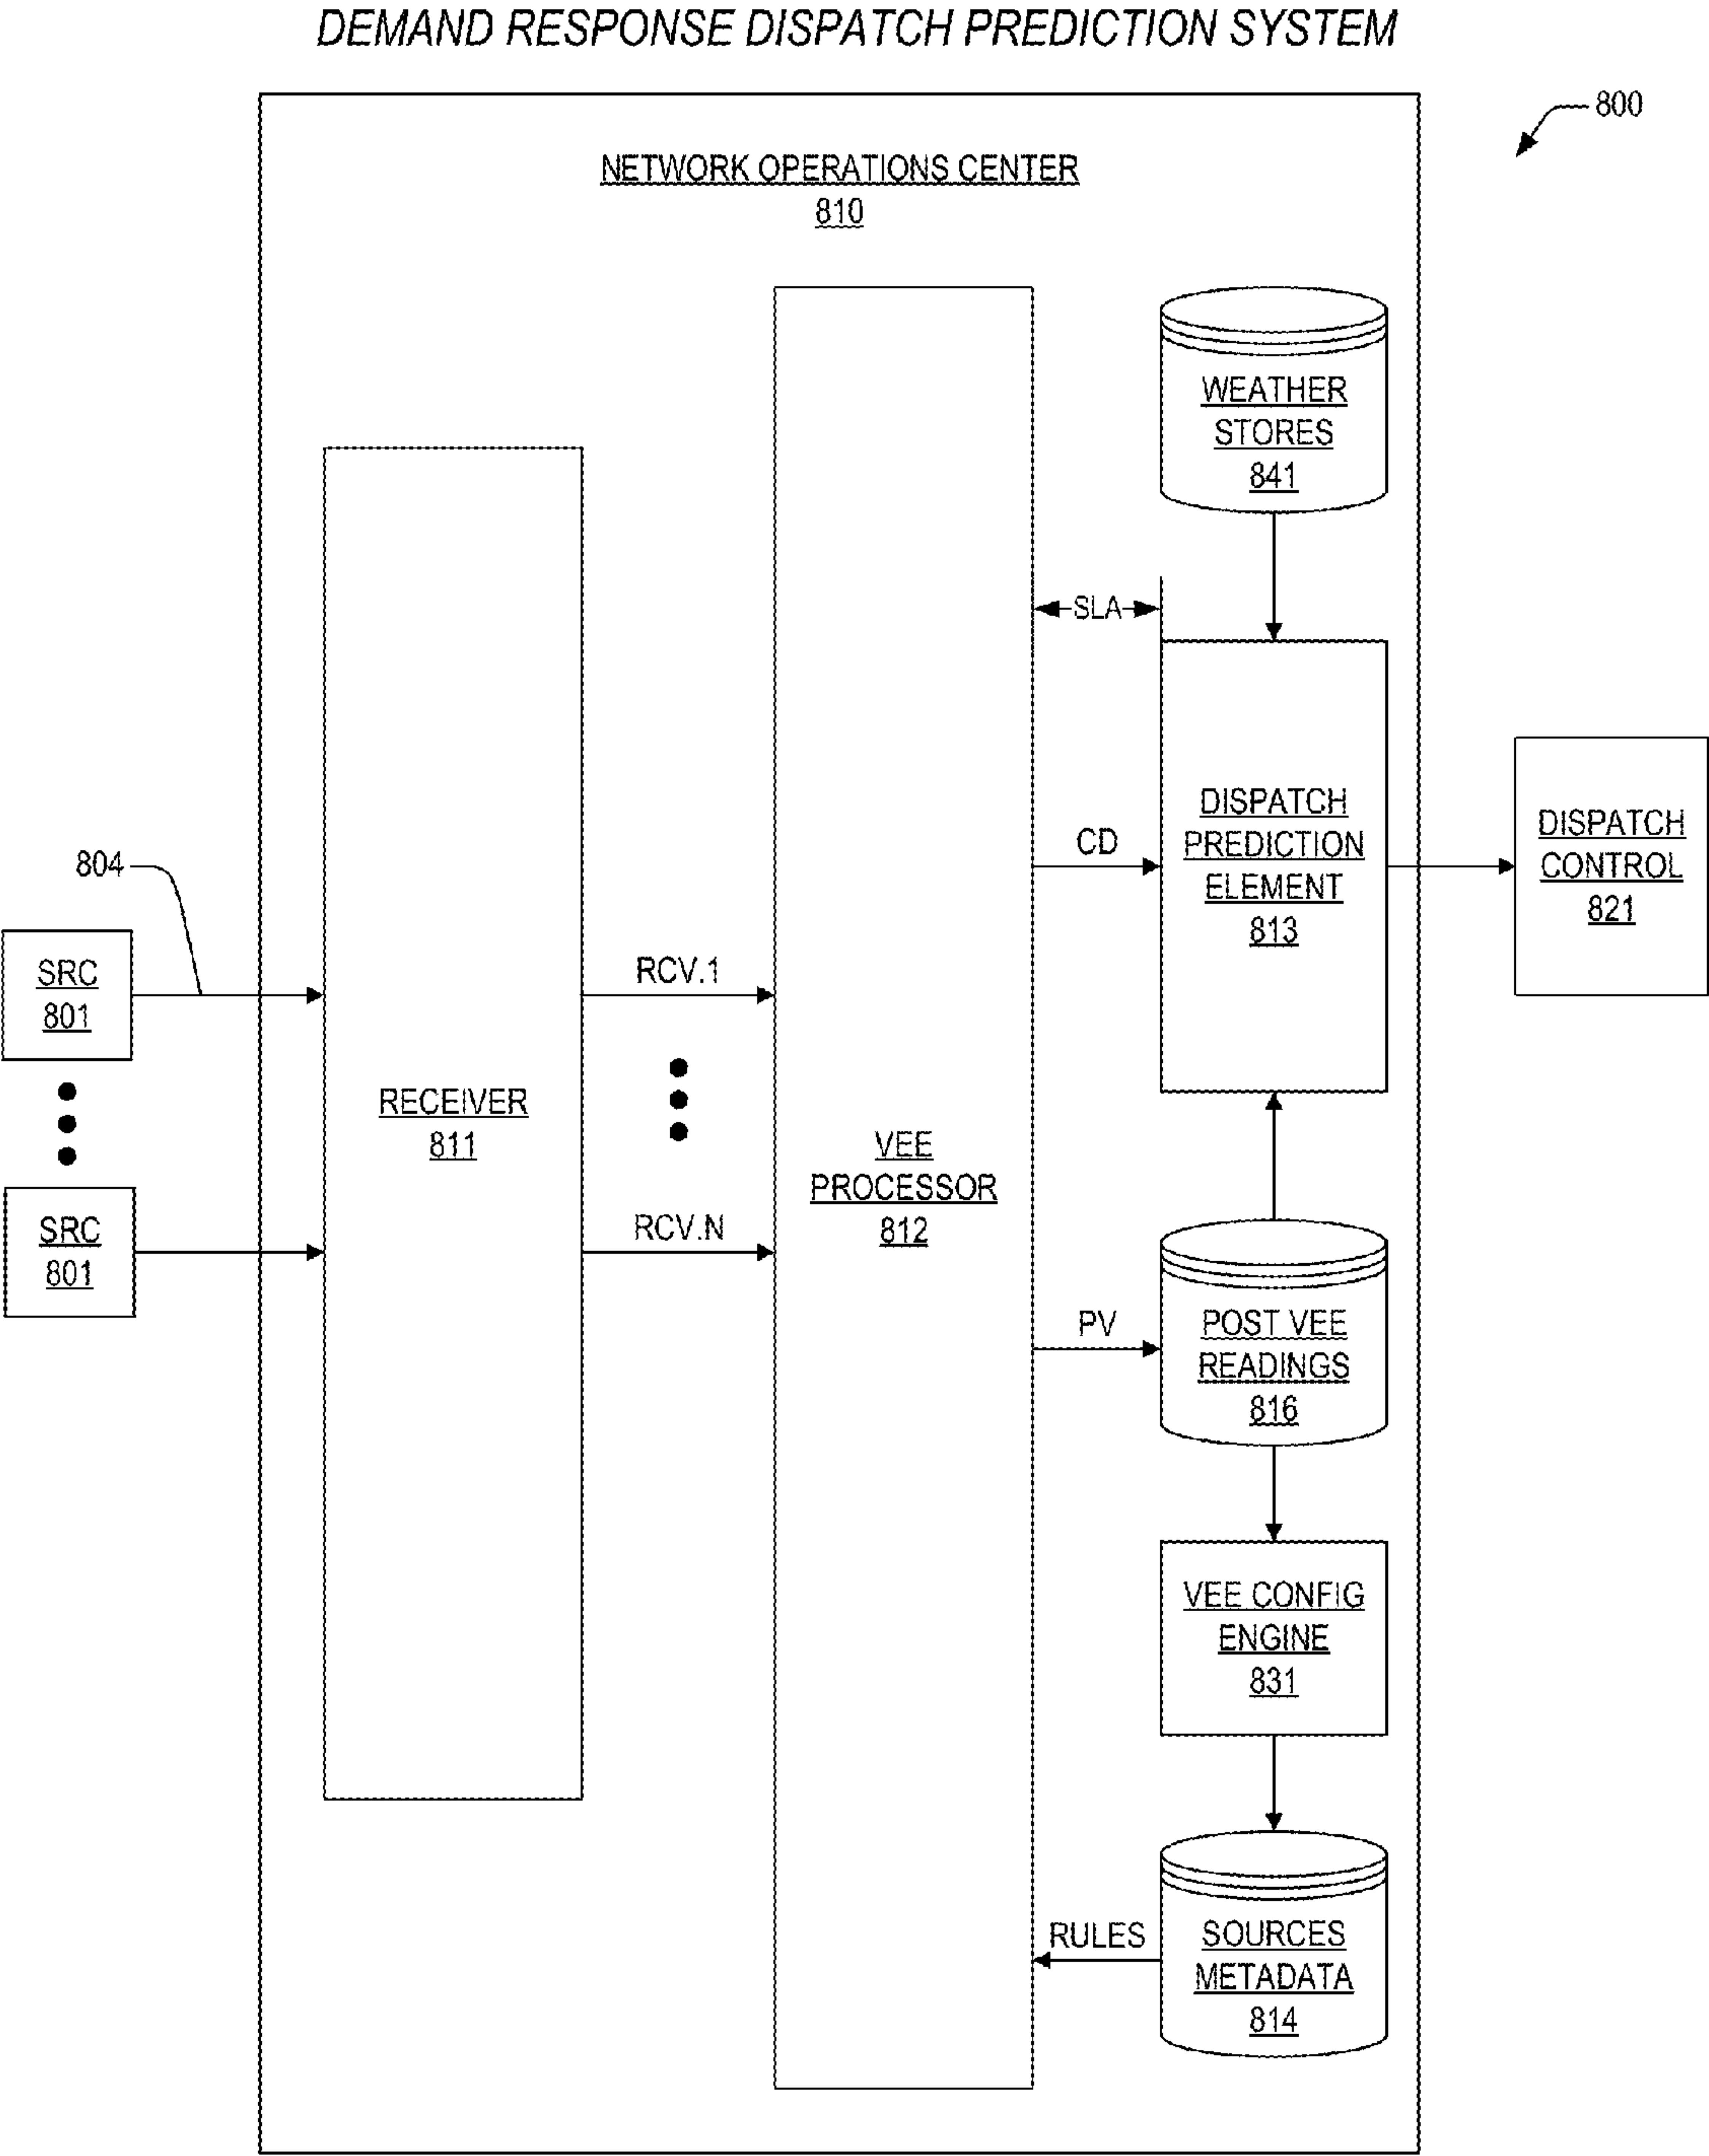 DEMAND RESPONSE DISPATCH PREDICTION SYSTEM
800
NETWORK OPERATIONS CENTER
810
WEATHER
STORES
841
SLA
DISPATCH
PREDICTION
ELEMENT
813
CD
DISPATCH
CONTROL
821
804
SRC
801
RCV.1
RECEIVER
811
VEE
PROCESSOR
812
SRC
801
RCV.N
PV
POST VEE
READINGS
816
VEE CONFIG
ENGINE
831
RULES
SOURCES
METADATA
814